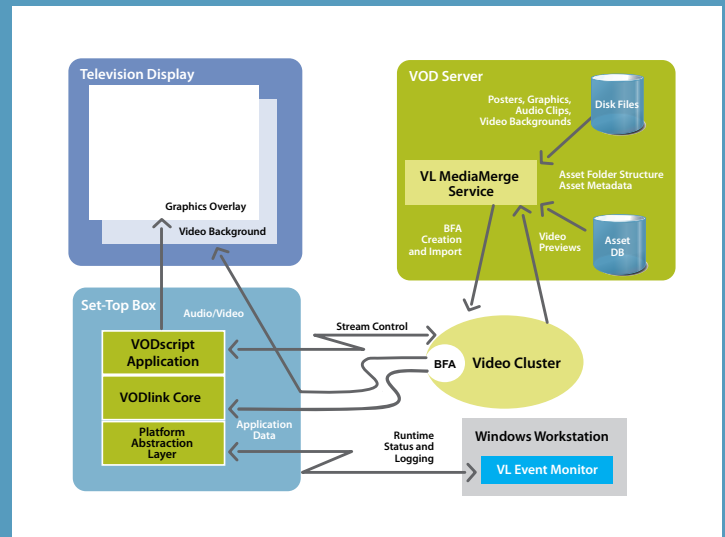 Television Display
Graphics Overlay
Video Background
VOD Server
Posters, Graphics,
Audio Clips,
Video Backgrounds
Disk Files
VL MediaMerge
Service
Asset Folder Structure
Asset Metadata
BFA
Creation
and Import
Video
Previews
Asset
DB
Set-Top Box
Audio/Video
Stream Control
VODscript
Application
VODlink Core
Platform
Abstraction
Layer
Application
Data
BFA
Video Cluster
Runtime
Status and
Logging
Windows Workstation
VL Event Monitor